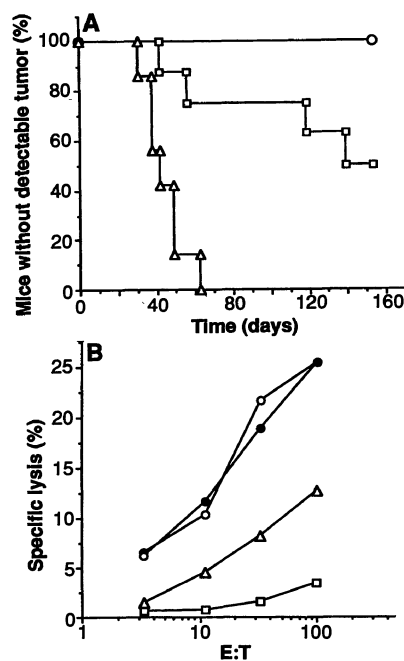 A
Mice without detectable tumor (%)
100
80
60
40
20
0
0 40 80 120 160
Time (days)
B
Specific lysis (%)
25
20
15
10
5
0
1 10 100
E:T